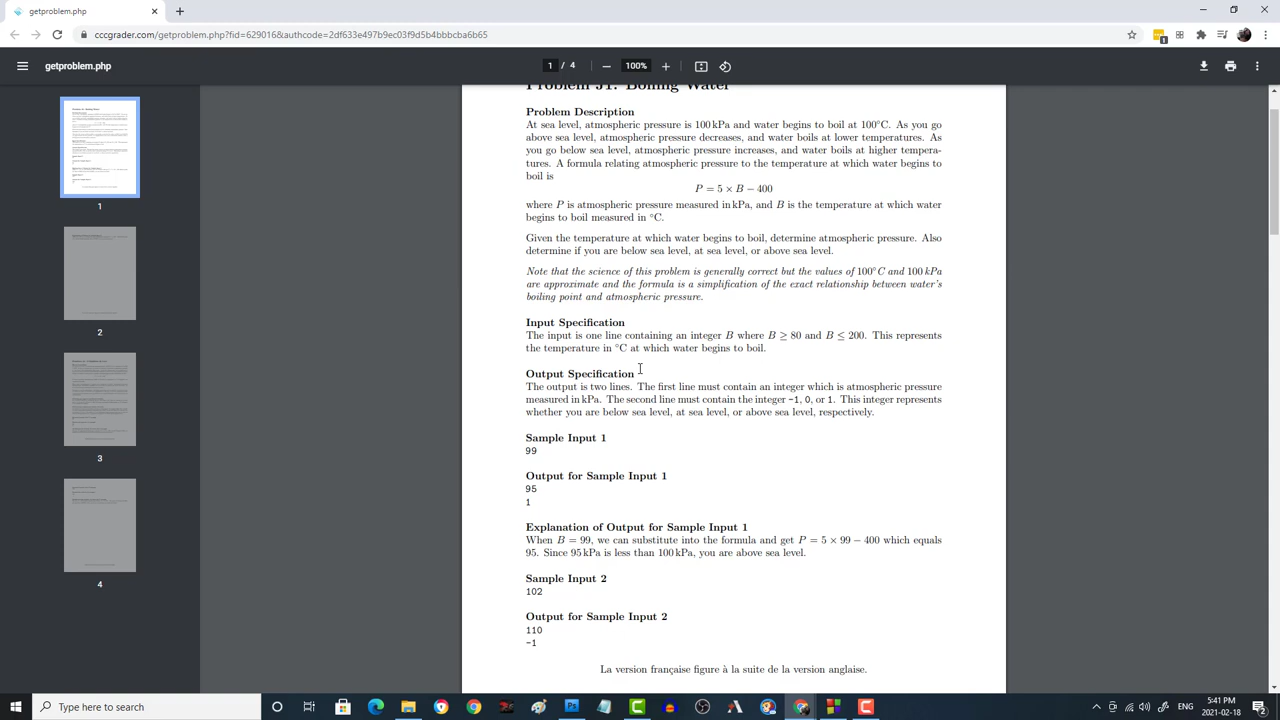 getproblem.php
cccgrader.com/getproblem.php?fid=629016&authcode=2df633e497b9ec03f9d5b4bbbcba6b65
1
getproblem.php
1 / 4
100%
Problem J1: Boiling Water
Problem Description
At sea level, atmospheric pressure is 100 kPa and water begins to boil at 100°C. As you go
above sea level, atmospheric pressure decreases, and water boils at lower temperatures. As
you go below sea level, atmospheric pressure increases, and water boils at higher tempera-
tures. A formula relating atmospheric pressure to the temperature at which water begins to
boil is
P = 5 × B − 400
where P is atmospheric pressure measured in kPa, and B is the temperature at which water
begins to boil measured in °C.
Given the temperature at which water begins to boil, determine atmospheric pressure. Also
determine if you are below sea level, at sea level, or above sea level.
Note that the science of this problem is generally correct but the values of 100°C and 100 kPa
are approximate and the formula is a simplification of the exact relationship between water's
boiling point and atmospheric pressure.
Input Specification
The input is one line containing an integer B where B ≥ 80 and B ≤ 200. This represents
the temperature in °C at which water begins to boil.
Output Specification
The output is two lines. The first line must contain an integer which is atmospheric pressure
measured in kPa. The second line must contain the integer -1, 0, or 1. This integer represents
whether you are below sea level, at sea level, or above sea level, respectively.
Sample Input 1
99
Output for Sample Input 1
95
1
Explanation of Output for Sample Input 1
When B = 99, we can substitute into the formula and get P = 5 × 99 − 400 which equals
95. Since 95 kPa is less than 100 kPa, you are above sea level.
Sample Input 2
102
Output for Sample Input 2
110
-1
La version française figure à la suite de la version anglaise.
1
2
3
4
Type here to search
ENG
5:41 PM
2021-02-18
2